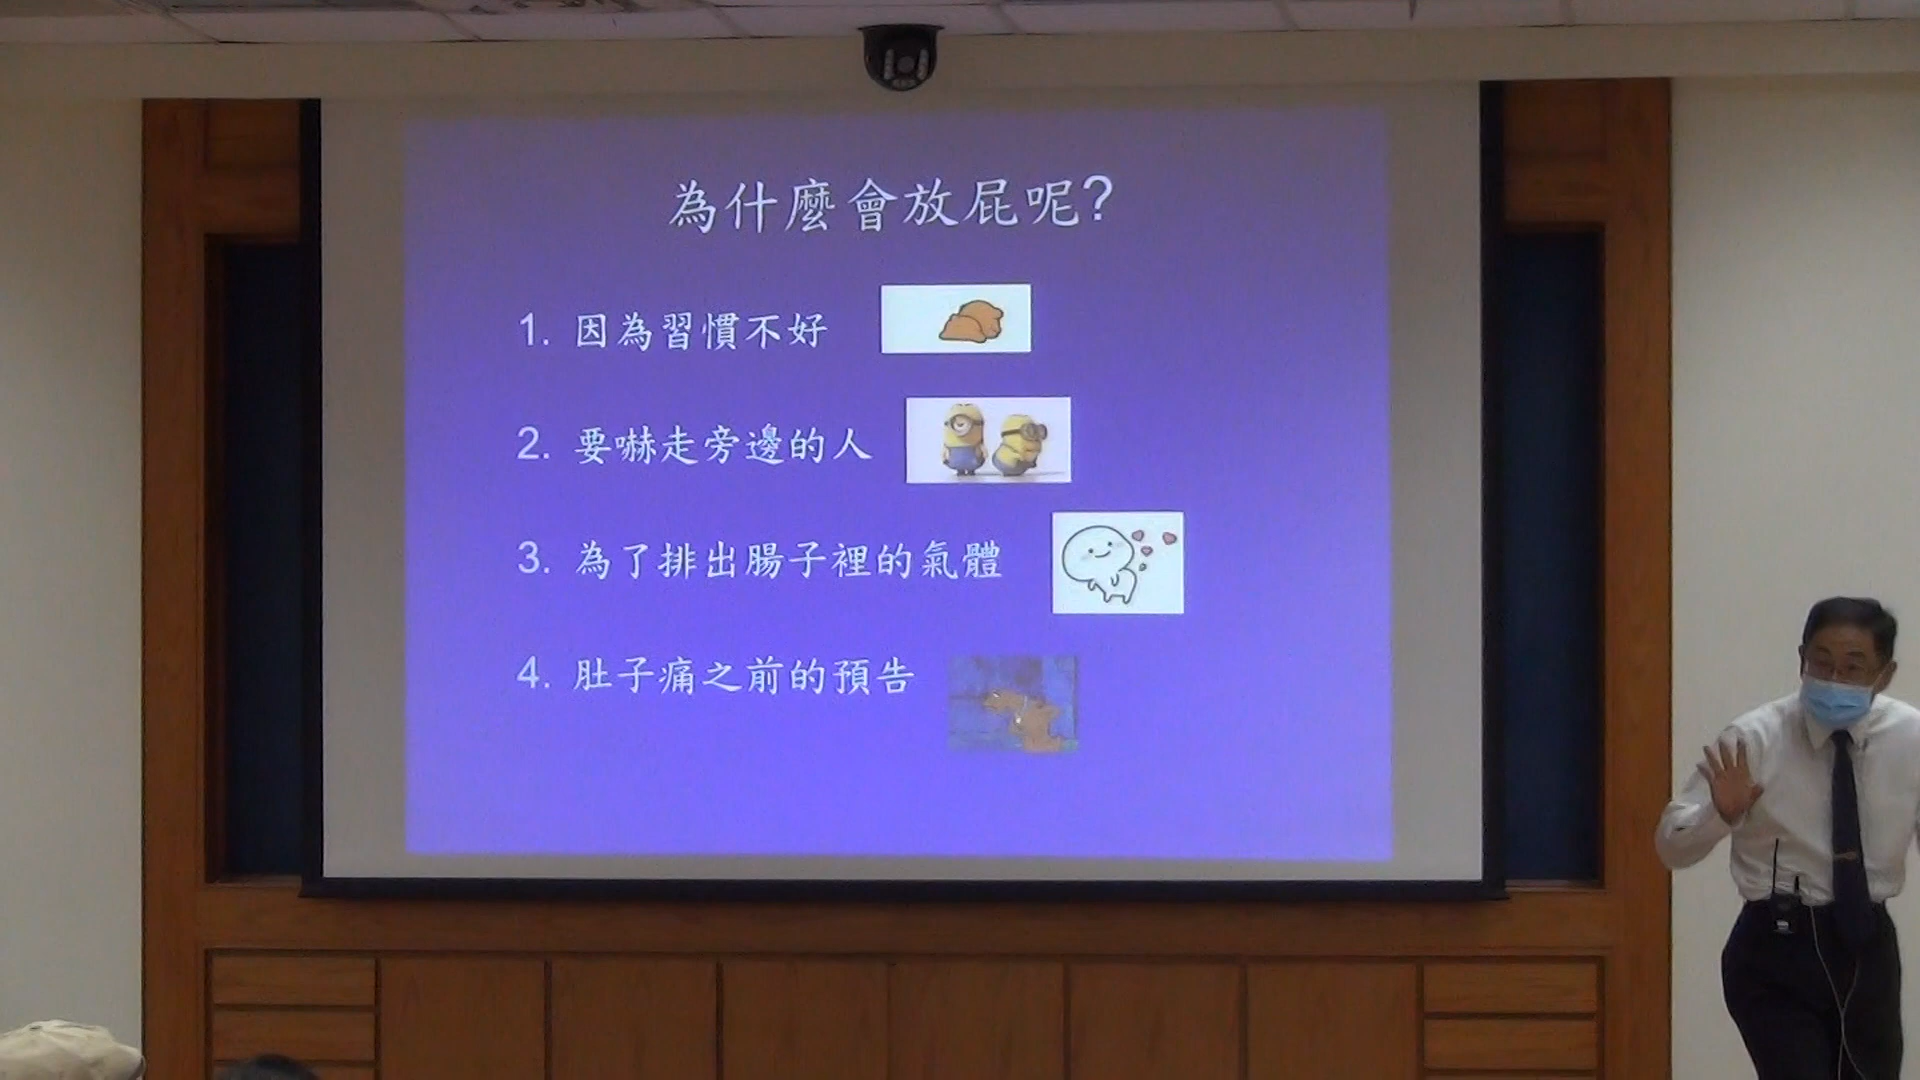 為什麼會放屁呢?
1. 因為習慣不好
2. 要嚇走旁邊的人
3. 為了排出腸子裡的氣體
4. 肚子痛之前的預告